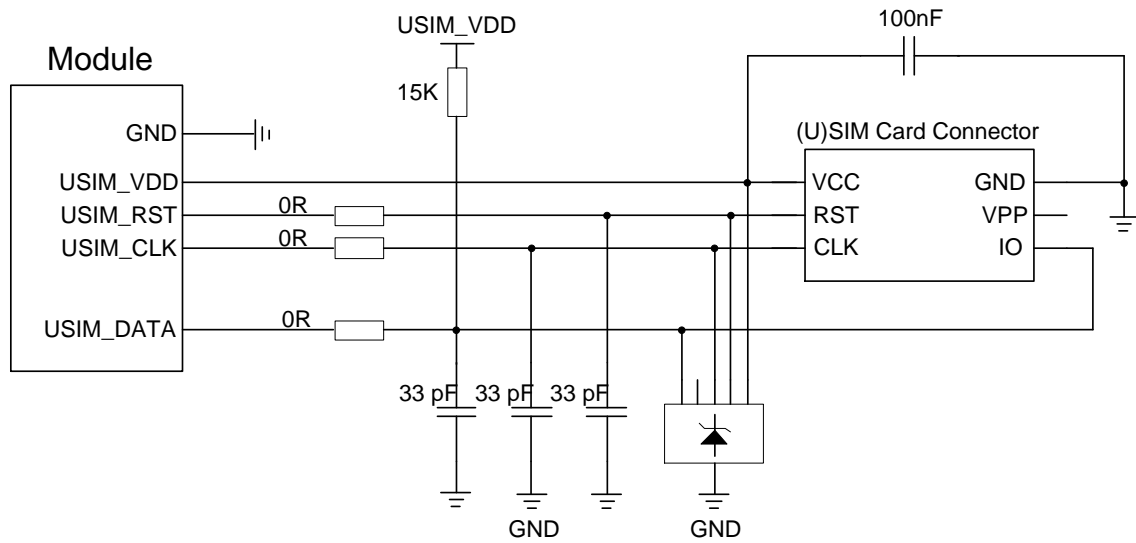 100nF
USIM_VDD
Module
15K
(U)SIM Card Connector
GND
USIM_VDD
VCC
GND
USIM_RST
0R
RST
VPP
USIM_CLK
0R
CLK
IO
USIM_DATA
0R
33 pF
33 pF
33 pF
GND
GND